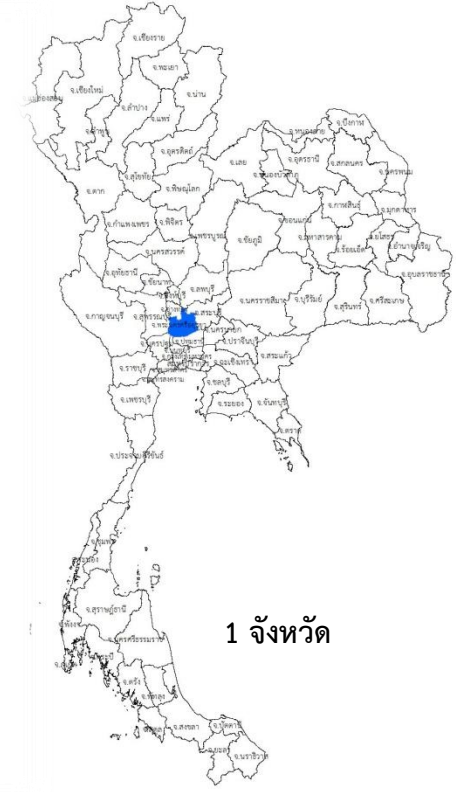 จ.เชียงราย
จ.พะเยา
จ.เชียงใหม่
จ.น่าน
จ.ลำปาง
จ.แพร่
จ.ลำพูน
จ.อุตรดิตถ์
จ.สุโขทัย
จ.ตาก
จ.พิษณุโลก
จ.เลย
จ.บึงกาฬ
จ.อุดรธานี
จ.สกลนคร
จ.นครพนม
จ.กำแพงเพชร
จ.พิจิตร
จ.ขอนแก่น
จ.กาฬสินธุ์
จ.มุกดาหาร
จ.เพชรบูรณ์
จ.ชัยภูมิ
จ.มหาสารคาม
จ.ร้อยเอ็ด
จ.ยโสธร
จ.อำนาจเจริญ
จ.นครสวรรค์
จ.อุทัยธานี
จ.ชัยนาท
จ.ลพบุรี
จ.อุบลราชธานี
จ.นครราชสีมา
จ.บุรีรัมย์
จ.สุรินทร์
จ.ศรีสะเกษ
จ.กาญจนบุรี
จ.สระบุรี
จ.นครนายก
จ.ปราจีนบุรี
จ.ปทุมธานี
จ.สระแก้ว
จ.ฉะเชิงเทรา
จ.ราชบุรี
จ.ชลบุรี
จ.เพชรบุรี
จ.ระยอง
จ.จันทบุรี
จ.ตราด
จ.ประจวบคีรีขันธ์
จ.สุราษฎร์ธานี
จ.นครศรีธรรมราช
1 จังหวัด
จ.ตรัง
จ.พัทลุง
จ.สงขลา
จ.ปัตตานี
จ.ยะลา
จ.นราธิวาส